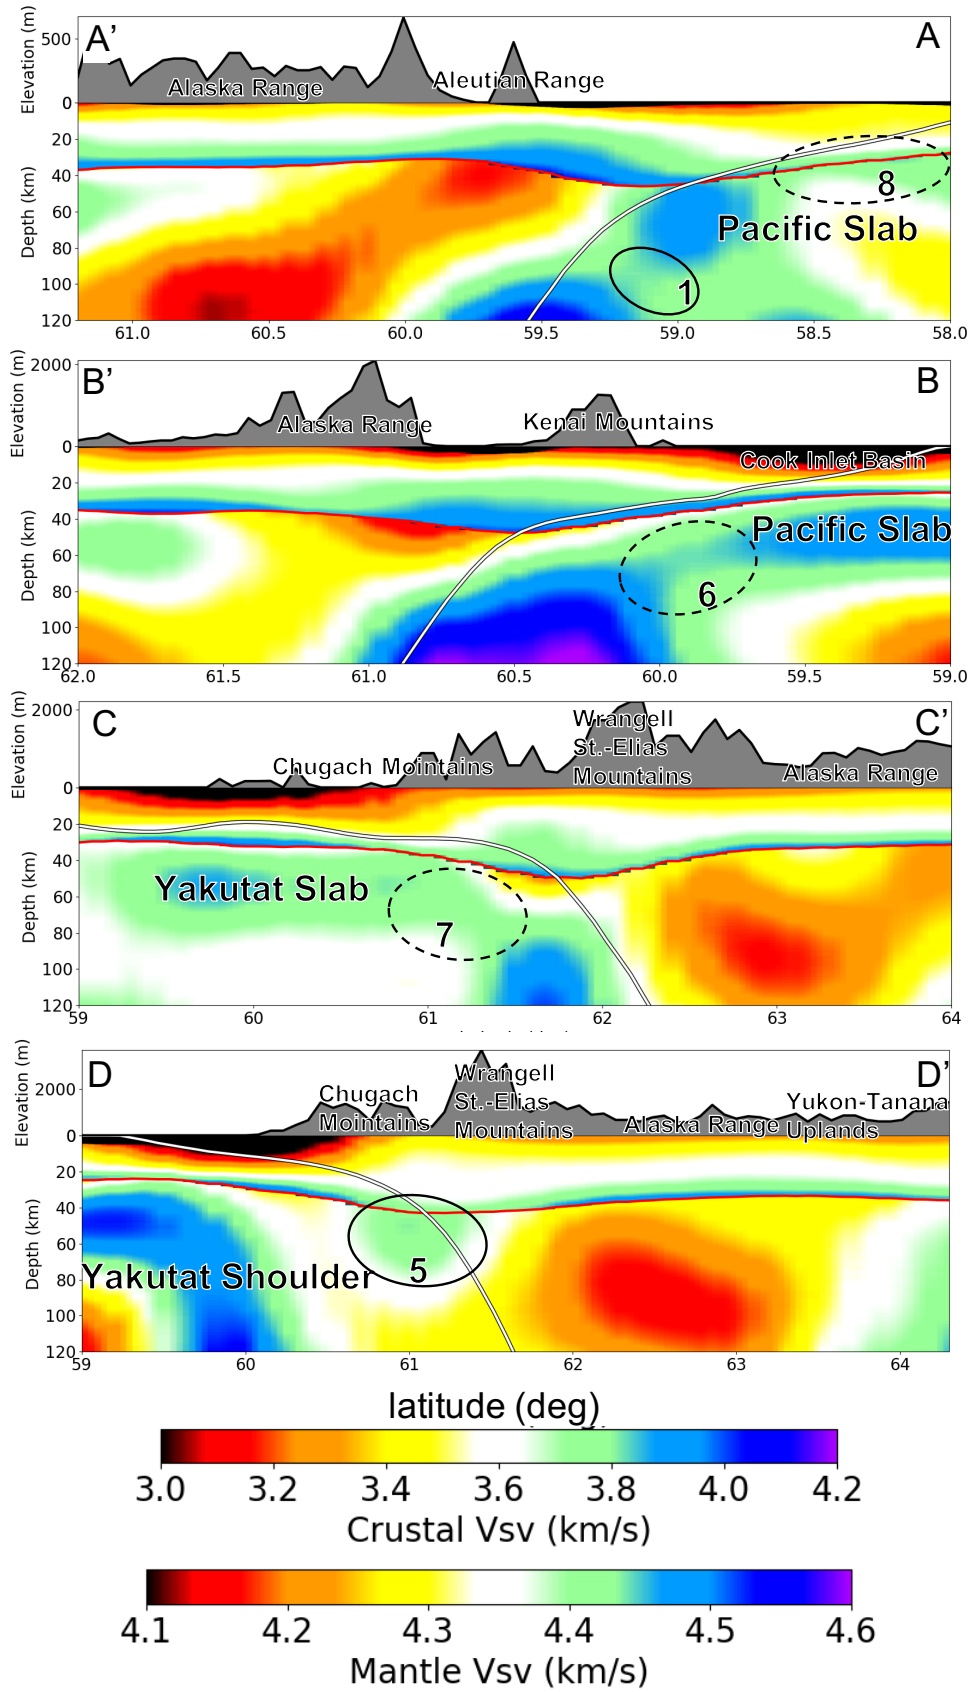 A’
A
Elevation (m)
500
0
Alaska Range
Aleutian Range
Depth (km)
20
40
60
80
100
120
8
Pacific Slab
1
61.0 60.5 60.0 59.5 59.0 58.5 58.0
B’
B
Elevation (m)
2000
0
Alaska Range
Kenai Mountains
Cook Inlet Basin
Depth (km)
20
40
60
80
100
120
Pacific Slab
6
62.0 61.5 61.0 60.5 60.0 59.5 59.0
C
C’
Elevation (m)
2000
0
Chugach Mointains
Wrangell
St.-Elias
Mountains
Alaska Range
Depth (km)
20
40
60
80
100
120
Yakutat Slab
7
59 60 61 62 63 64
D
D’
Elevation (m)
2000
0
Chugach
Mointains
Wrangell
St.-Elias
Mountains
Alaska Range
Yukon-Tanana
Uplands
Depth (km)
20
40
60
80
100
120
Yakutat Shoulder
5
59 60 61 62 63 64
latitude (deg)
3.0 3.2 3.4 3.6 3.8 4.0 4.2
Crustal Vsv (km/s)
4.1 4.2 4.3 4.4 4.5 4.6
Mantle Vsv (km/s)